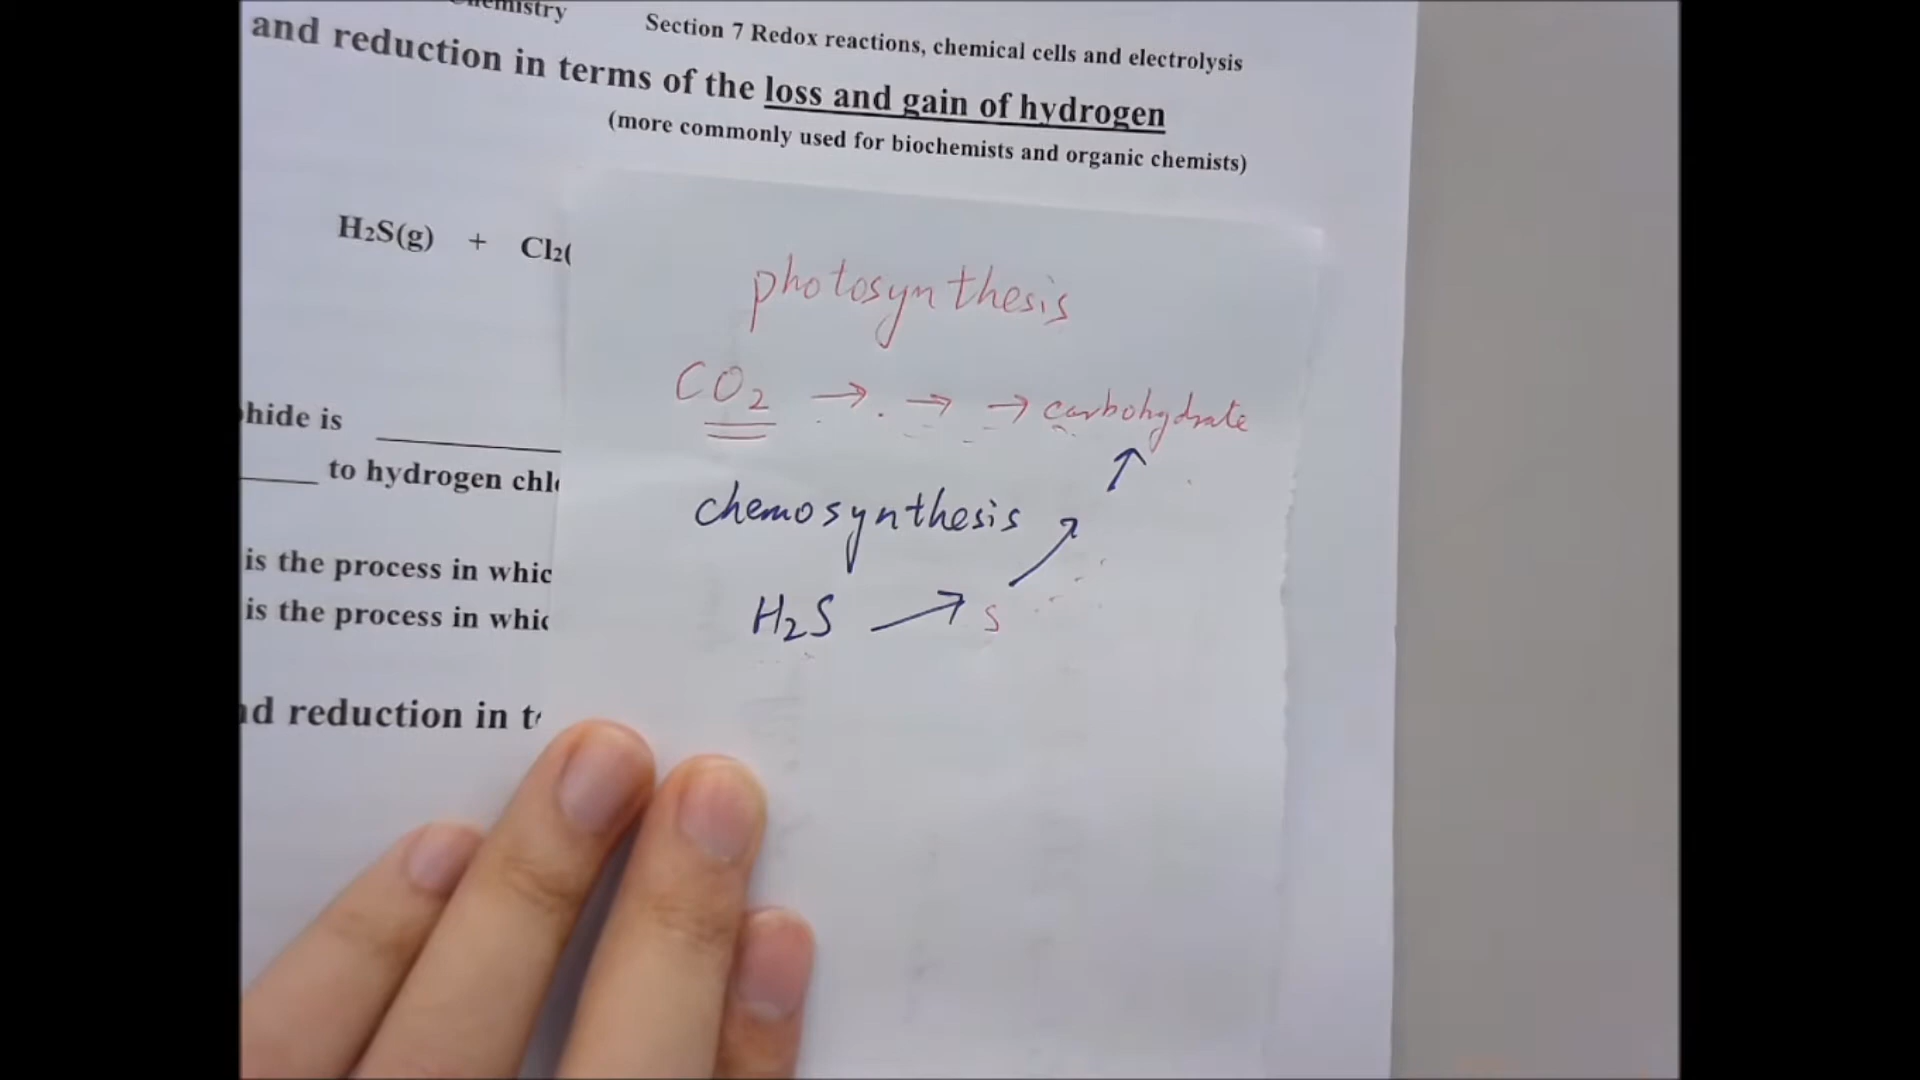 Section 7 Redox reactions, chemical cells and electrolysis
and reduction in terms of the loss and gain of hydrogen
(more commonly used for biochemists and organic chemists)
H₂S(g) + Cl₂(
photosynthesis
CO₂ → . → → carbohydrate
hide is
to hydrogen chl
chemosynthesis
H₂S → S
is the process in whic
is the process in whic
reduction in t